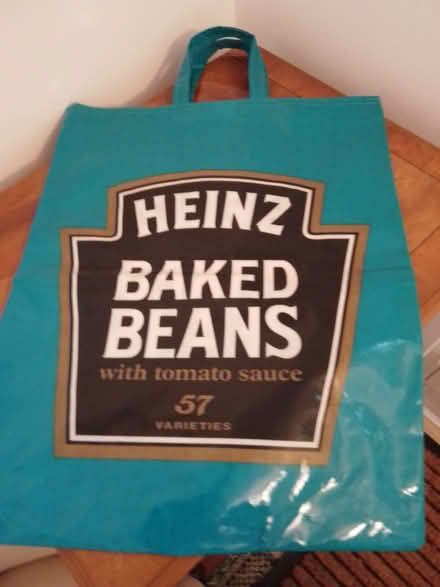 HEINZ
BAKED
BEANS
with tomato sauce
57
VARIETIES